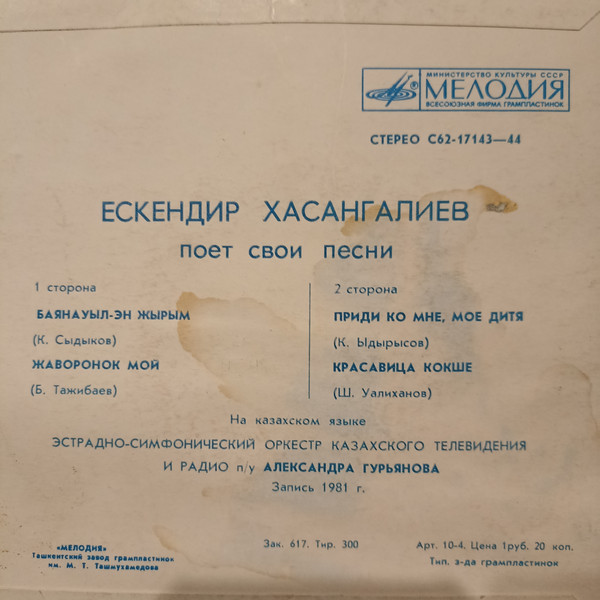 МИНИСТЕРСТВО КУЛЬТУРЫ СССР
МЕЛОДИЯ
ВСЕСОЮЗНАЯ ФИРМА ГРАМПЛАСТИНОК
СТЕРЕО С62-17143—44
ЕСКЕНДИР ХАСАНГАЛИЕВ
поет свои песни
1 сторона
БАЯНАУЫЛ-ЭН ЖЫРЫМ
(К. Сыдыков)
ЖАВОРОНОК МОЙ
(Б. Тажибаев)
2 сторона
ПРИДИ КО МНЕ, МОЕ ДИТЯ
(К. Ыдырысов)
КРАСАВИЦА КОКШЕ
(Ш. Уалиханов)
На казахском языке
ЭСТРАДНО-СИМФОНИЧЕСКИЙ ОРКЕСТР КАЗАХСКОГО ТЕЛЕВИДЕНИЯ
И РАДИО п/у АЛЕКСАНДРА ГУРЬЯНОВА
Запись 1981 г.
«МЕЛОДИЯ»
Ташкентский завод грампластинок
им. М. Т. Ташмухамедова
Зак. 617. Тир. 300
Арт. 10-4. Цена 1руб. 20 коп.
Тип. з-да грампластинок